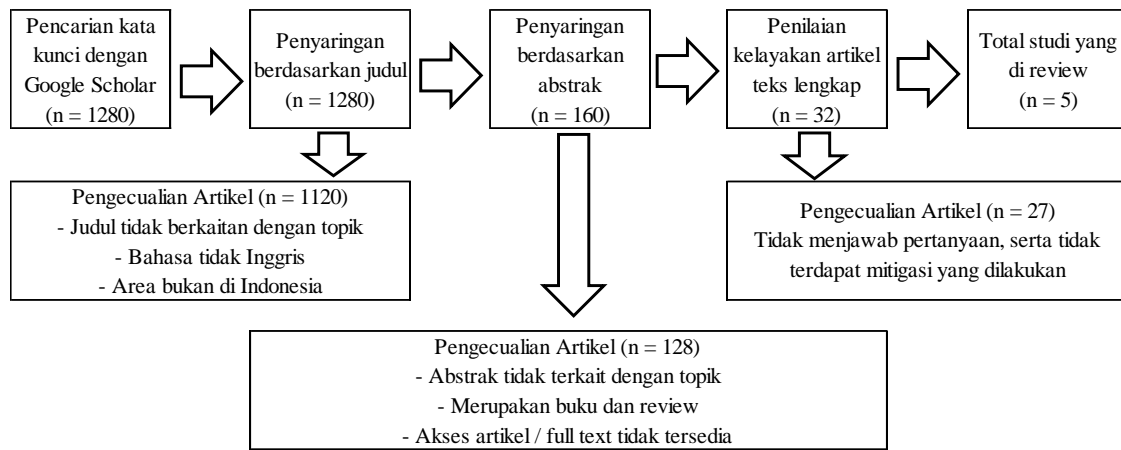 Pencarian kata
kunci dengan
Google Scholar
(n = 1280)
Penyaringan
berdasarkan judul
(n = 1280)
Penyaringan
berdasarkan
abstrak
(n = 160)
Penilaian
kelayakan artikel
teks lengkap
(n = 32)
Total studi yang
di review
(n = 5)
Pengecualian Artikel (n = 1120)
- Judul tidak berkaitan dengan topik
- Bahasa tidak Inggris
- Area bukan di Indonesia
Pengecualian Artikel (n = 27)
Tidak menjawab pertanyaan, serta tidak
terdapat mitigasi yang dilakukan
Pengecualian Artikel (n = 128)
- Abstrak tidak terkait dengan topik
- Merupakan buku dan review
- Akses artikel / full text tidak tersedia